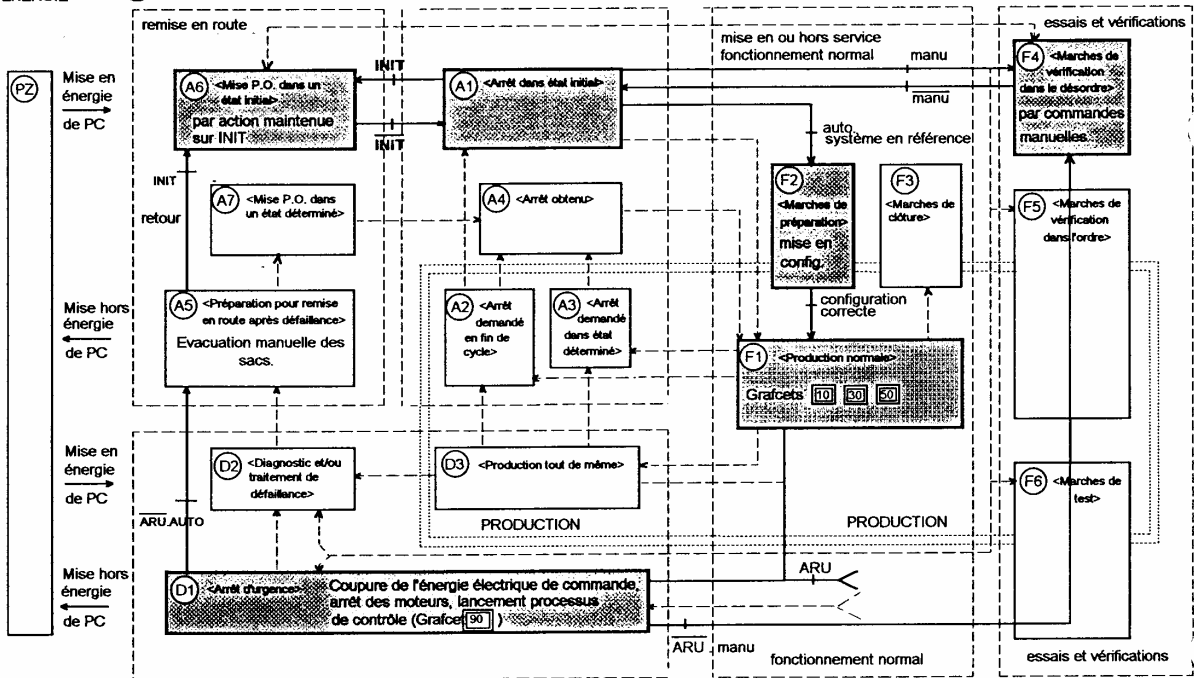 remise en route
essais et vérifications
mise en ou hors service
fonctionnement normal
PZ
Mise en
énergie
de PC
A6
<Mise P.O. dans un
état initial>
par action maintenue
sur INIT
INIT
INIT
A1
<Arrêt dans état initial>
manu
manu
F4
<Marches de
vérification
dans le désordre>
par commandes
manuelles.
auto
système en référence
INIT
retour
A7
<Mise P.O. dans
un état déterminé>
A4
<Arrêt obtenu>
F2
<Marches de
préparation>
mise en
config.
F3
<Marches de
clôture>
F5
<Marches de
vérification
dans l'ordre>
Mise hors
énergie
de PC
A5
<Préparation pour remise
en route après défaillance>
Evacuation manuelle des
sacs.
A2
<Arrêt
demandé
en fin de
cycle>
A3
<Arrêt
demandé
dans état
déterminé>
configuration
correcte
F1
<Production normale>
Grafcets 10 30 50
Mise en
énergie
de PC
D2
<Diagnostic et/ou
traitement de
défaillance>
D3
<Production tout de même>
F6
<Marches de
test>
ARU.AUTO
PRODUCTION
PRODUCTION
Mise hors
énergie
de PC
D1
<Arrêt d'urgence>
Coupure de l'énergie électrique de commande,
arrêt des moteurs, lancement processus
de contrôle (Grafcet 90 )
ARU
ARU . manu
fonctionnement normal
essais et vérifications